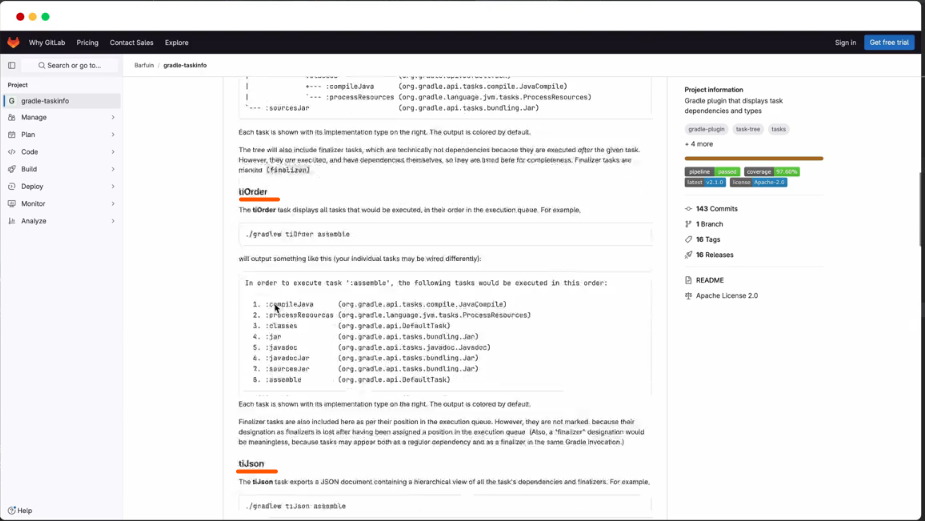 Why GitLab
Pricing
Contact Sales
Explore
Sign in
Get free trial
Search or go to...
Barfuin › gradle-taskinfo
Project
G gradle-taskinfo
Manage
Plan
Code
Build
Deploy
Monitor
Analyze
Help
| +--- :compileJava (org.gradle.api.tasks.compile.JavaCompile)
| `--- :processResources (org.gradle.language.jvm.tasks.ProcessResources)
`--- :sourcesJar (org.gradle.api.tasks.bundling.Jar)
Each task is shown with its implementation type on the right. The output is colored by default.
The tree will also include finalizer tasks, which are technically not dependencies because they are executed after the given task.
However, they are executed, and have dependencies themselves, so they are listed here for completeness. Finalizer tasks are
marked (finalizer)
tiOrder
The tiOrder task displays all tasks that would be executed, in their order in the execution queue. For example,
./gradlew tiOrder assemble
will output something like this (your individual tasks may be wired differently):
In order to execute task ':assemble', the following tasks would be executed in this order:
1. :compileJava (org.gradle.api.tasks.compile.JavaCompile)
2. :processResources (org.gradle.language.jvm.tasks.ProcessResources)
3. :classes (org.gradle.api.DefaultTask)
4. :jar (org.gradle.api.tasks.bundling.Jar)
5. :javadoc (org.gradle.api.tasks.javadoc.Javadoc)
6. :javadocJar (org.gradle.api.tasks.bundling.Jar)
7. :sourcesJar (org.gradle.api.tasks.bundling.Jar)
8. :assemble (org.gradle.api.DefaultTask)
Each task is shown with its implementation type on the right. The output is colored by default.
Finalizer tasks are also included here as per their position in the execution queue. However, they are not marked, because their
designation as finalizers is lost after having been assigned a position in the execution queue (Also, a "finalizer" designation would
be meaningless, because tasks may appear both as a regular dependency and as a finalizer in the same Gradle invocation.)
tiJson
The tiJson task exports a JSON document containing a hierarchical view of all the task's dependencies and finalizers. For example,
./gradlew tiJson assemble
Project information
Gradle plugin that displays task
dependencies and types
gradle-plugin task-tree tasks
+ 4 more
pipeline passed coverage 97.60%
latest v2.1.0 license Apache-2.0
143 Commits
1 Branch
16 Tags
16 Releases
README
Apache License 2.0